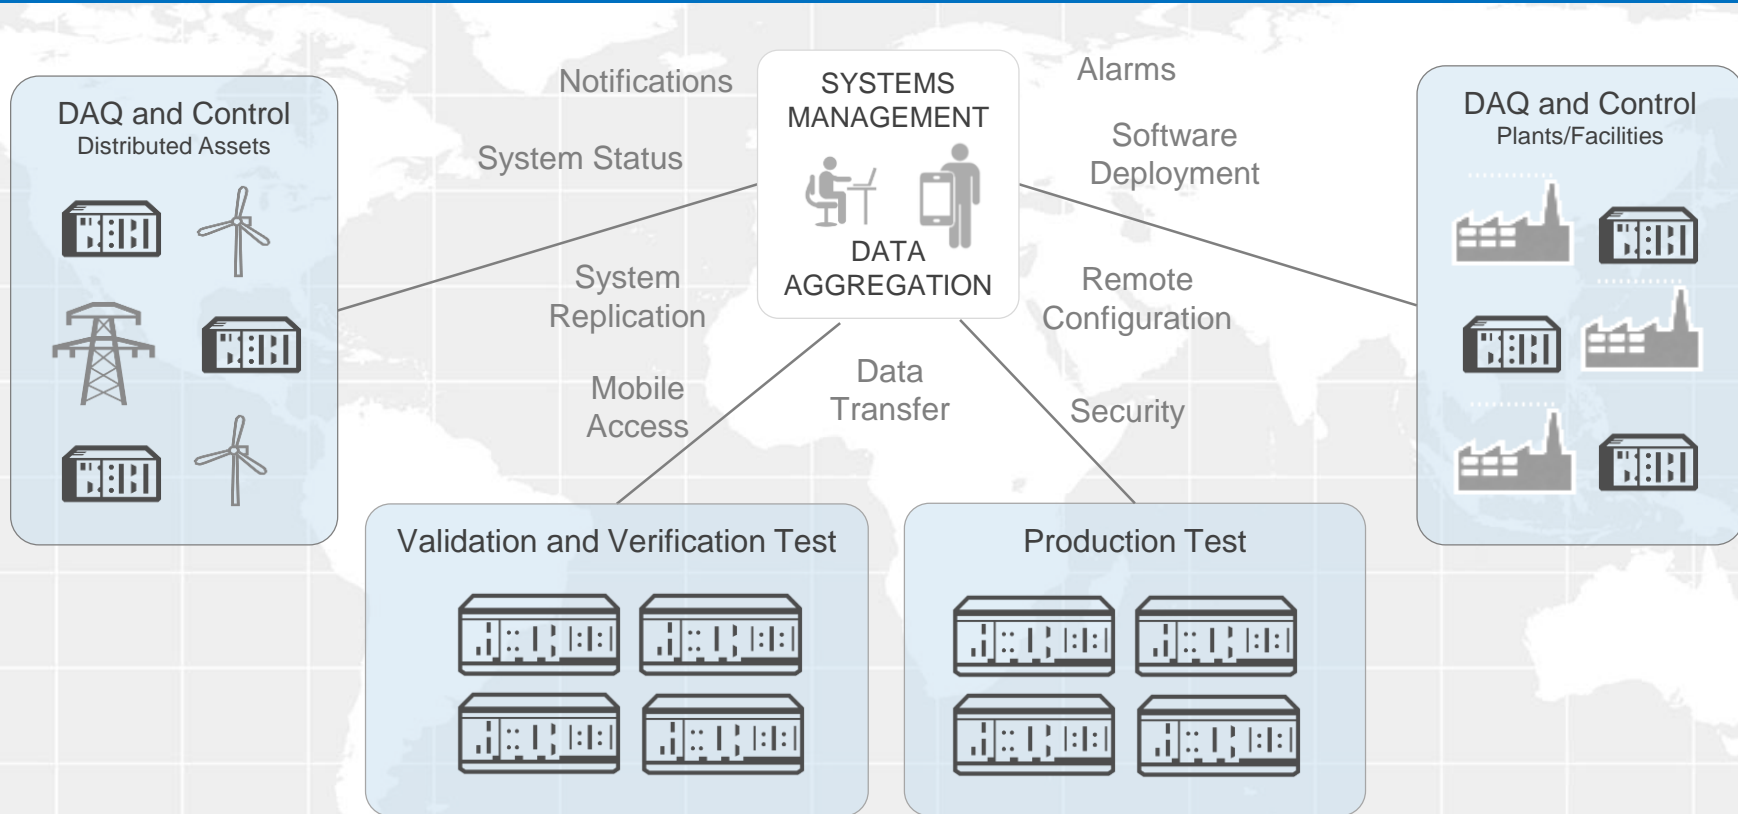 DAQ and Control
Distributed Assets
Notifications
System Status
System
Replication
Mobile
Access
SYSTEMS
MANAGEMENT
DATA
AGGREGATION
Data
Transfer
Alarms
Software
Deployment
Remote
Configuration
Security
DAQ and Control
Plants/Facilities
Validation and Verification Test
Production Test